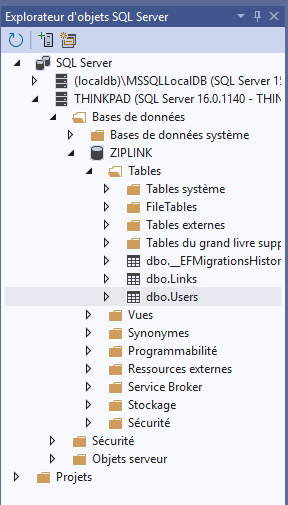 Explorateur d'objets SQL Server
SQL Server
(localdb)\MSSQLLocalDB (SQL Server 15
THINKPAD (SQL Server 16.0.1140 - THIN
Bases de données
Bases de données système
ZIPLINK
Tables
Tables système
FileTables
Tables externes
Tables du grand livre supp
dbo.__EFMigrationsHistor
dbo.Links
dbo.Users
Vues
Synonymes
Programmabilité
Ressources externes
Service Broker
Stockage
Sécurité
Sécurité
Objets serveur
Projets